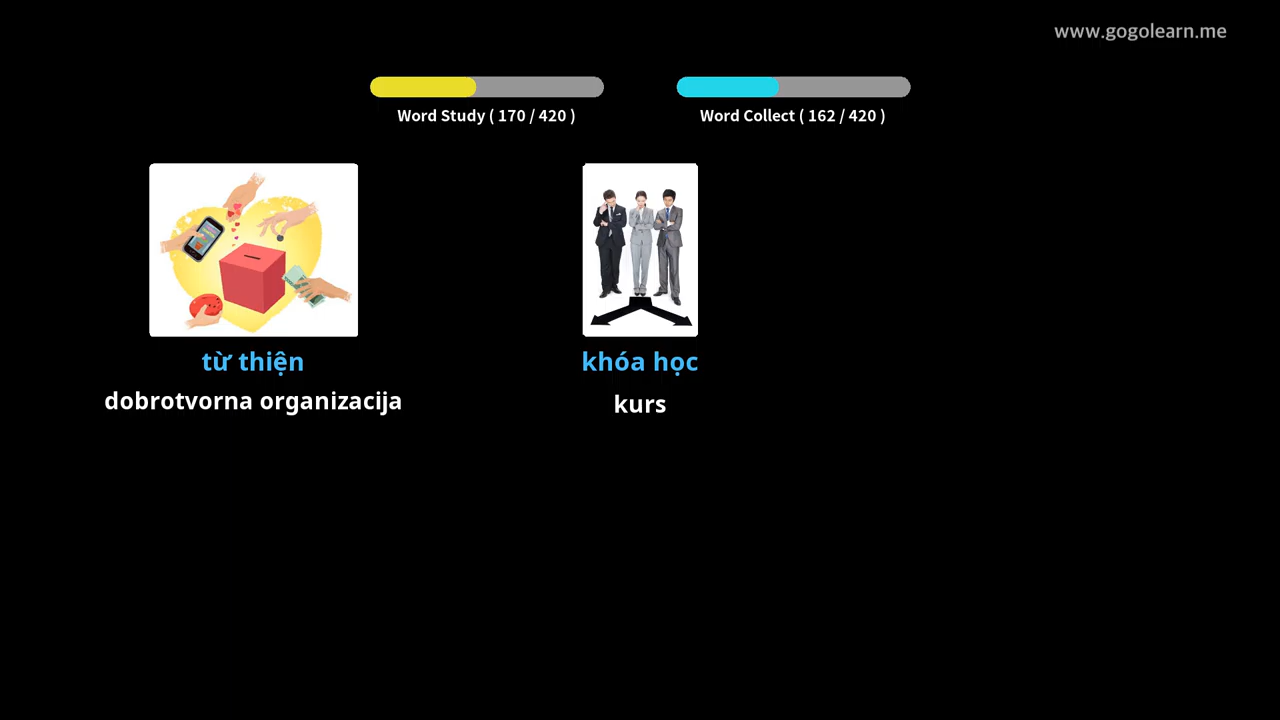 www.gogolearn.me
Word Study ( 170 / 420 )
Word Collect ( 162 / 420 )
từ thiện
dobrotvorna organizacija
khóa học
kurs